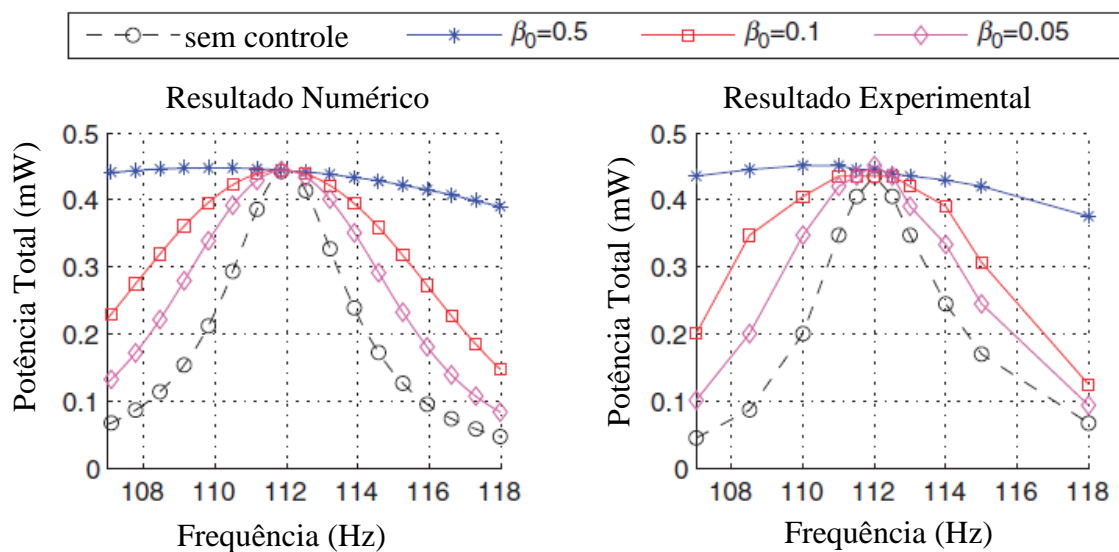 sem controle β₀=0.5 β₀=0.1 β₀=0.05
Resultado Numérico
Potência Total (mW)
0.5
0.4
0.3
0.2
0.1
0
108 110 112 114 116 118
Frequência (Hz)
Resultado Experimental
Potência Total (mW)
0.5
0.4
0.3
0.2
0.1
0
108 110 112 114 116 118
Frequência (Hz)